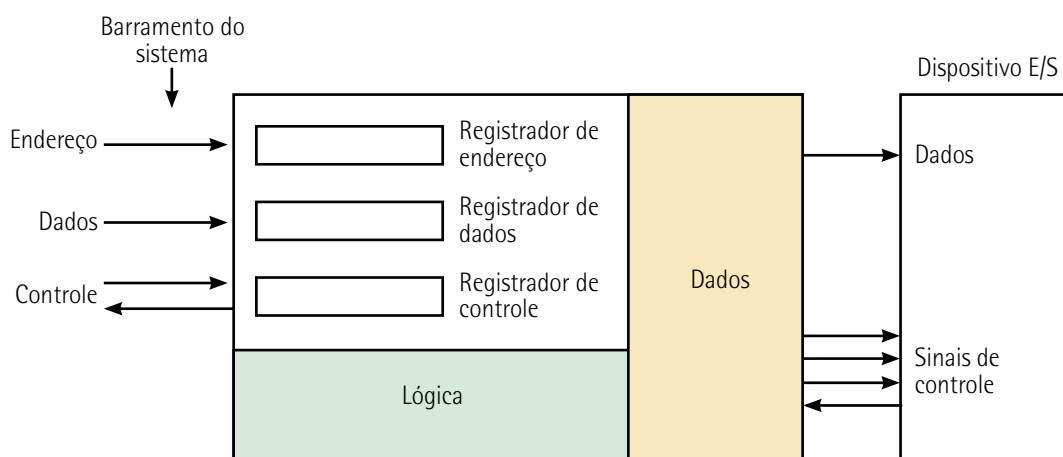 Barramento do
sistema
Dispositivo E/S
Endereço
Registrador de
endereço
Dados
Dados
Registrador de
dados
Dados
Controle
Registrador de
controle
Sinais de
controle
Lógica